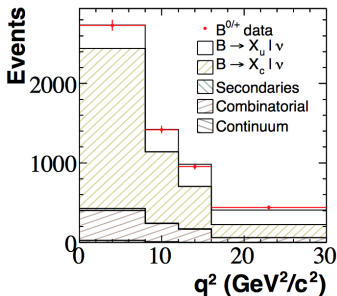 Events
2000
1000
0
B0/+ data
B → Xu l ν
B → Xc l ν
Secondaries
Combinatorial
Continuum
0 10 20 30
q2 (GeV2/c2)